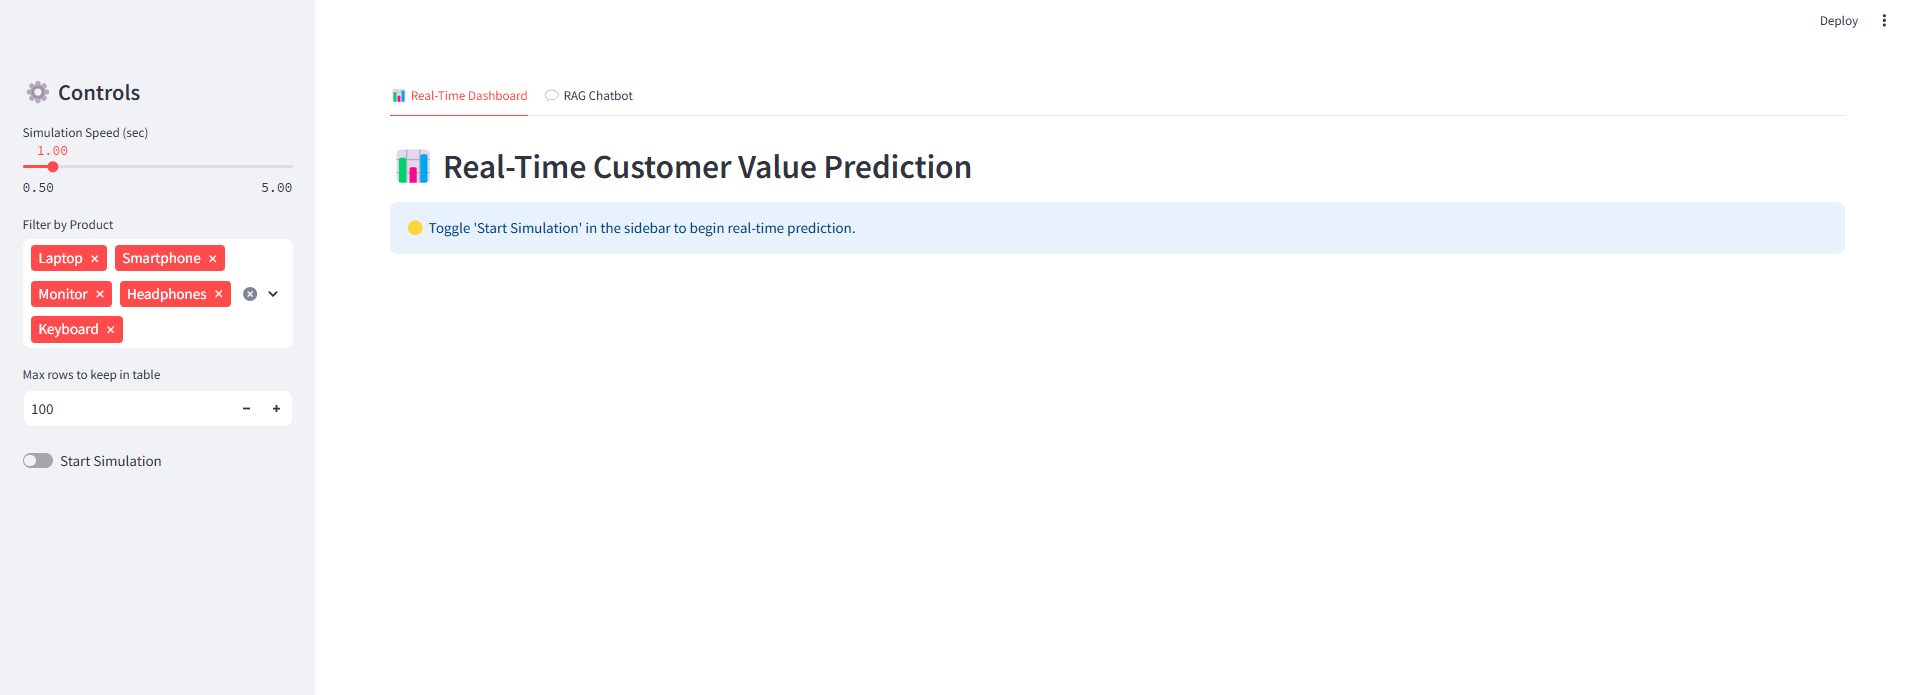 Deploy
Controls
Simulation Speed (sec)
1.00
0.50 5.00
Filter by Product
Laptop Smartphone
Monitor Headphones
Keyboard
Max rows to keep in table
100
Start Simulation
Real-Time Dashboard RAG Chatbot
Real-Time Customer Value Prediction
Toggle 'Start Simulation' in the sidebar to begin real-time prediction.